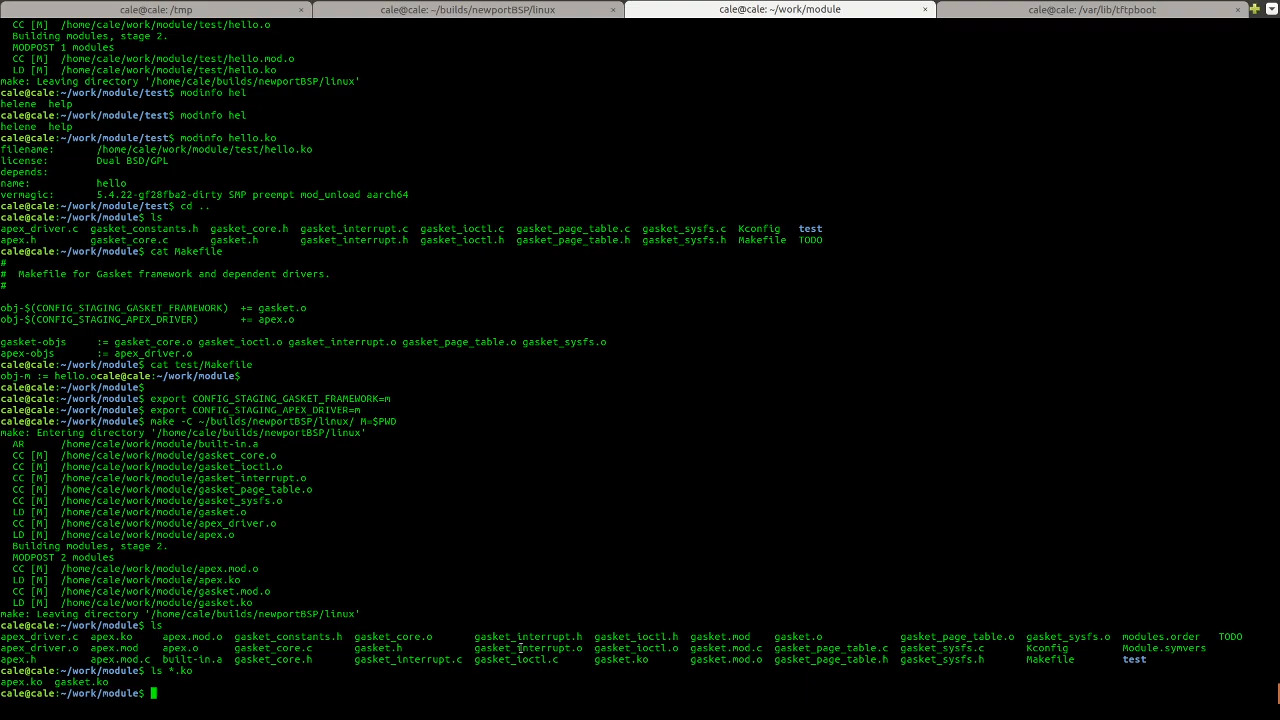 cale@cale: /tmp × cale@cale: ~/builds/newportBSP/linux × cale@cale: ~/work/module × cale@cale: /var/lib/tftpboot ×
CC [M]  /home/cale/work/module/test/hello.o
Building modules, stage 2.
MODPOST 1 modules
CC [M]  /home/cale/work/module/test/hello.mod.o
LD [M]  /home/cale/work/module/test/hello.ko
make: Leaving directory '/home/cale/builds/newportBSP/linux'
cale@cale:~/work/module/test$ modinfo hel
helene  help
cale@cale:~/work/module/test$ modinfo hel
helene  help
cale@cale:~/work/module/test$ modinfo hello.ko
filename:       /home/cale/work/module/test/hello.ko
license:        Dual BSD/GPL
depends:
name:           hello
vermagic:       5.4.22-gf28fba2-dirty SMP preempt mod_unload aarch64
cale@cale:~/work/module/test$ cd ..
cale@cale:~/work/module$ ls
apex_driver.c  gasket_constants.h  gasket_core.h  gasket_interrupt.c  gasket_ioctl.c  gasket_page_table.c  gasket_sysfs.c  Kconfig   test
apex.h         gasket_core.c       gasket.h       gasket_interrupt.h  gasket_ioctl.h  gasket_page_table.h  gasket_sysfs.h  Makefile  TODO
cale@cale:~/work/module$ cat Makefile
#
#  Makefile for Gasket framework and dependent drivers.
#
obj-$(CONFIG_STAGING_GASKET_FRAMEWORK)  += gasket.o
obj-$(CONFIG_STAGING_APEX_DRIVER)       += apex.o
gasket-objs     := gasket_core.o gasket_ioctl.o gasket_interrupt.o gasket_page_table.o gasket_sysfs.o
apex-objs       := apex_driver.o
cale@cale:~/work/module$ cat test/Makefile
obj-m := hello.ocale@cale:~/work/module$
cale@cale:~/work/module$
cale@cale:~/work/module$ export CONFIG_STAGING_GASKET_FRAMEWORK=m
cale@cale:~/work/module$ export CONFIG_STAGING_APEX_DRIVER=m
cale@cale:~/work/module$ make -C ~/builds/newportBSP/linux/ M=$PWD
make: Entering directory '/home/cale/builds/newportBSP/linux'
AR      /home/cale/work/module/built-in.a
CC [M]  /home/cale/work/module/gasket_core.o
CC [M]  /home/cale/work/module/gasket_ioctl.o
CC [M]  /home/cale/work/module/gasket_interrupt.o
CC [M]  /home/cale/work/module/gasket_page_table.o
CC [M]  /home/cale/work/module/gasket_sysfs.o
LD [M]  /home/cale/work/module/gasket.o
CC [M]  /home/cale/work/module/apex_driver.o
LD [M]  /home/cale/work/module/apex.o
Building modules, stage 2.
MODPOST 2 modules
CC [M]  /home/cale/work/module/apex.mod.o
LD [M]  /home/cale/work/module/apex.ko
CC [M]  /home/cale/work/module/gasket.mod.o
LD [M]  /home/cale/work/module/gasket.ko
make: Leaving directory '/home/cale/builds/newportBSP/linux'
cale@cale:~/work/module$ ls
apex_driver.c  apex.ko     apex.mod.o  gasket_constants.h  gasket_core.o       gasket_interrupt.h  gasket_ioctl.h  gasket.mod    gasket.o             gasket_page_table.o  gasket_sysfs.o  modules.order   TODO
apex_driver.o  apex.mod    apex.o      gasket_core.c       gasket.h            gasket_interrupt.o  gasket_ioctl.o  gasket.mod.c  gasket_page_table.c  gasket_sysfs.c       Kconfig         Module.symvers
apex.h         apex.mod.c  built-in.a  gasket_core.h       gasket_interrupt.c  gasket_ioctl.c      gasket.ko       gasket.mod.o  gasket_page_table.h  gasket_sysfs.h       Makefile        test
cale@cale:~/work/module$ ls *.ko
apex.ko  gasket.ko
cale@cale:~/work/module$